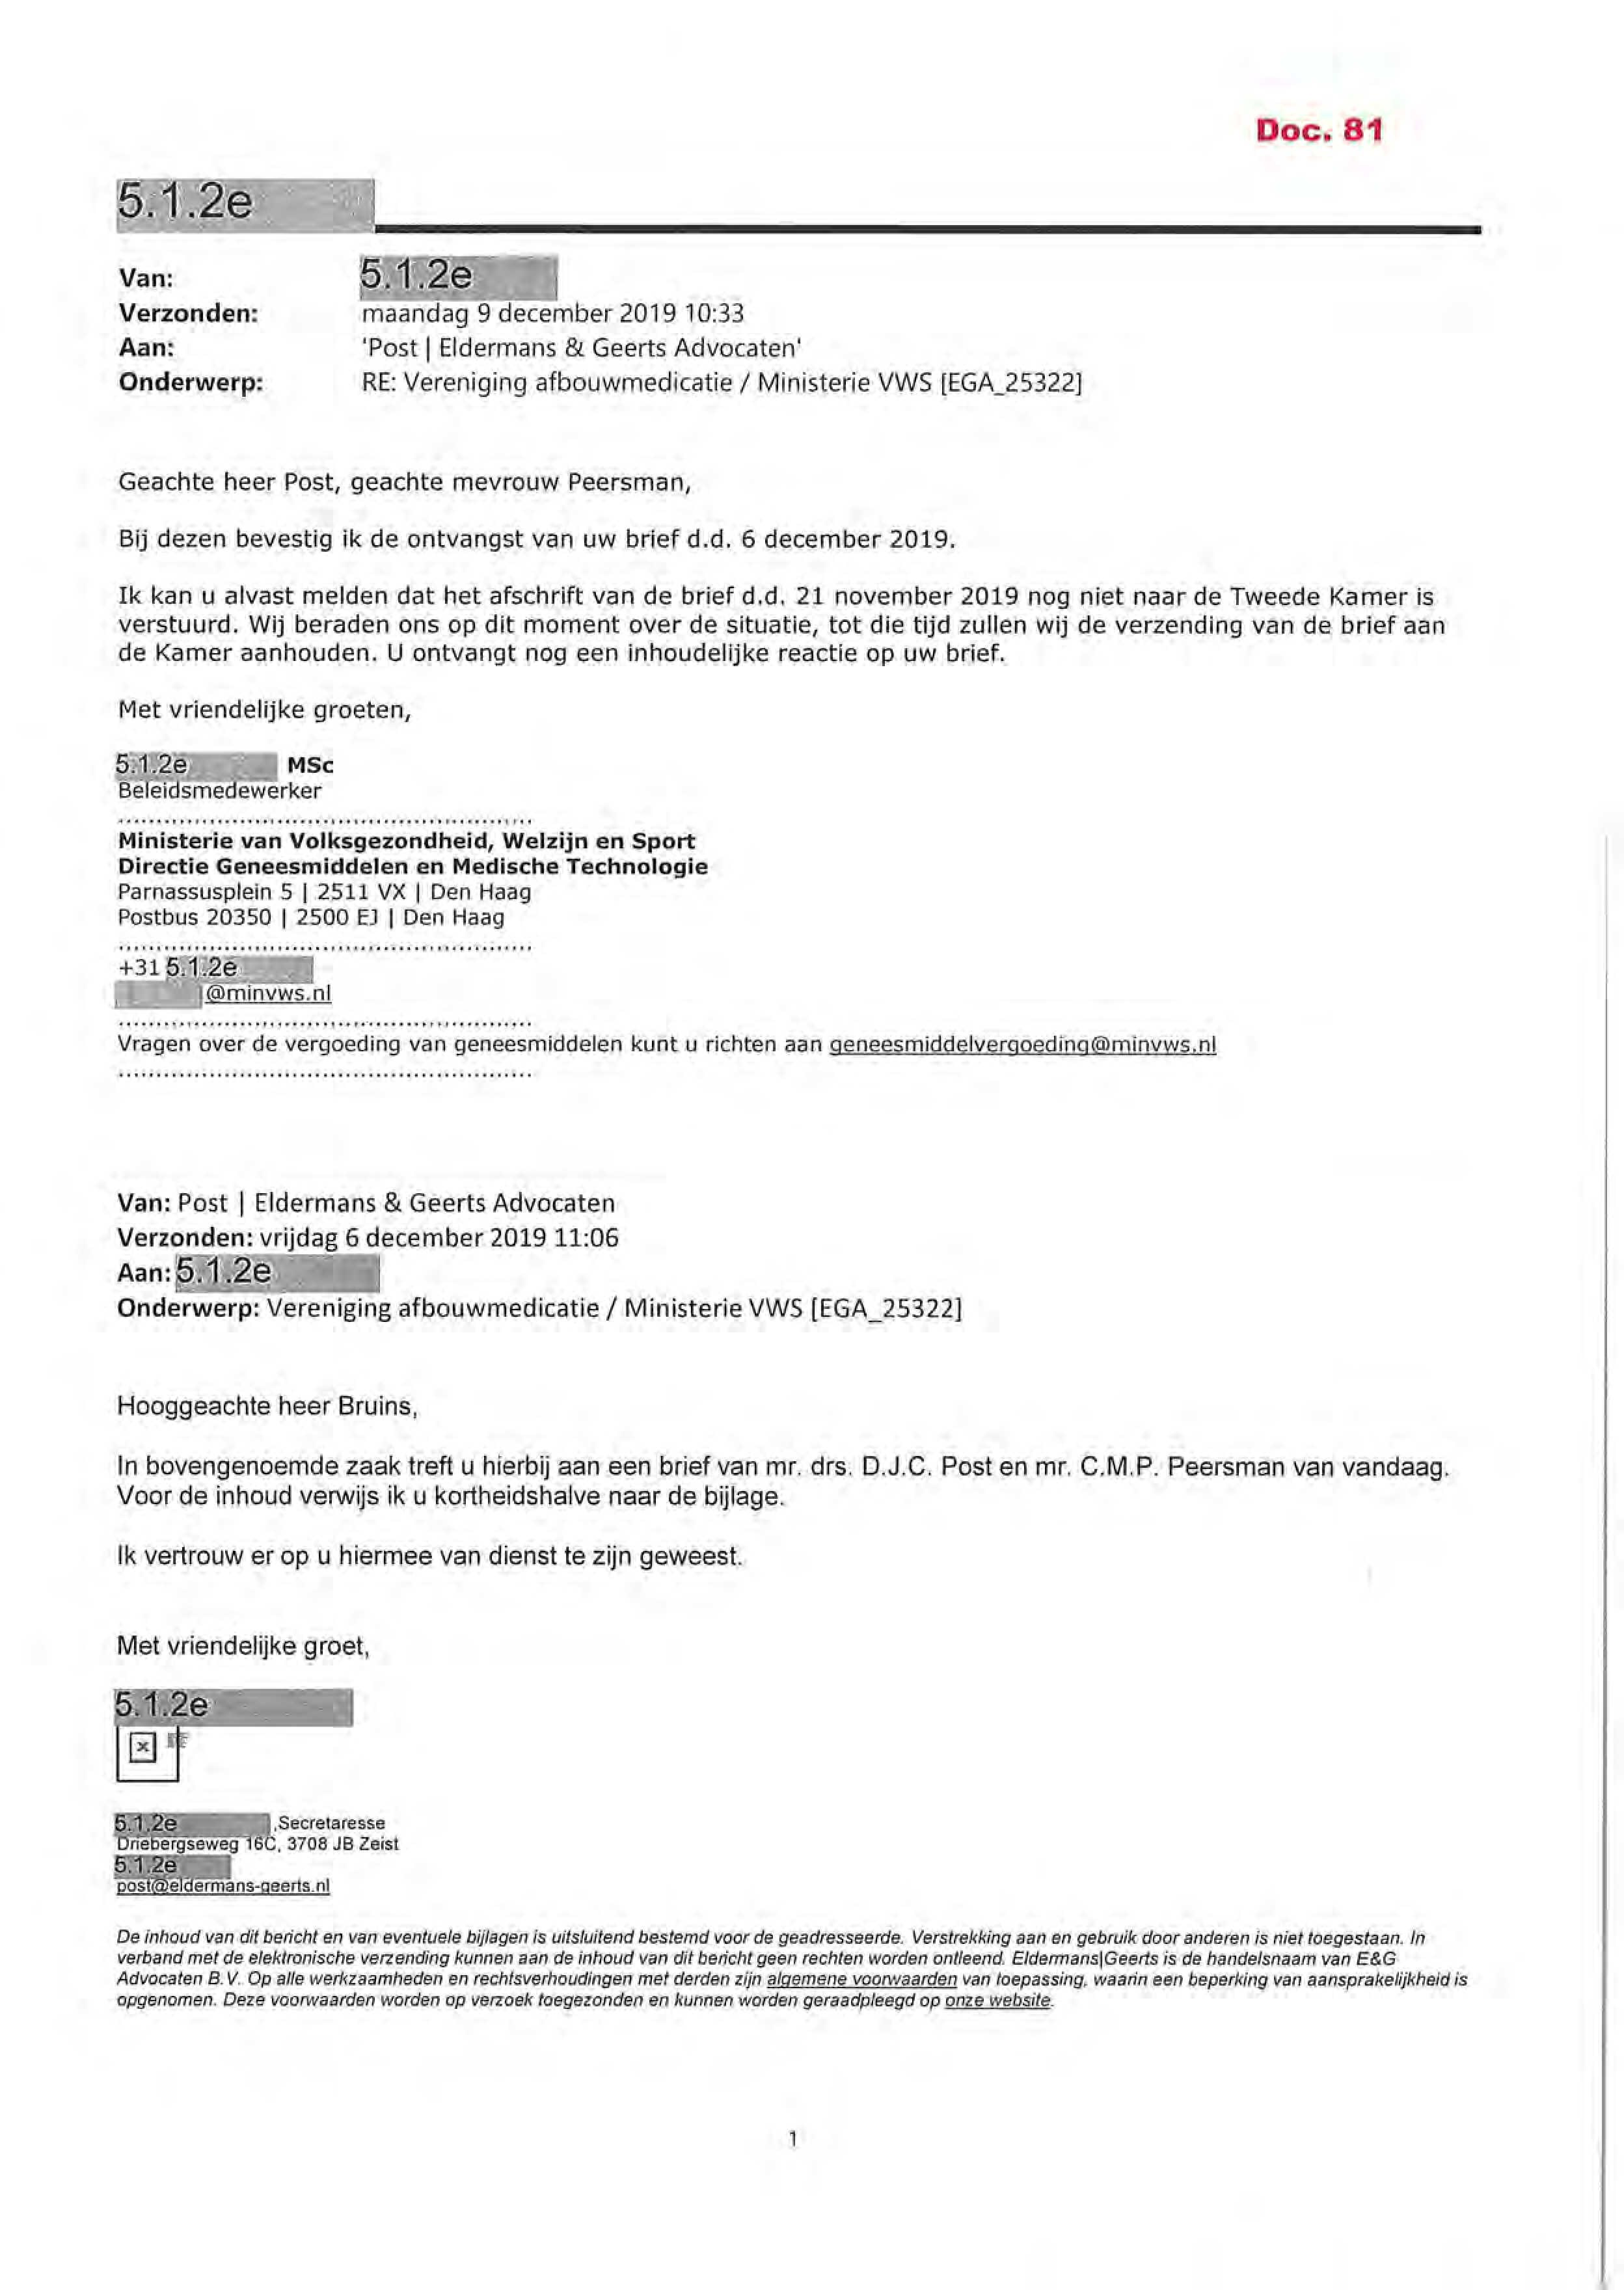 Doc. 81
5.1.2e
Van: 5.1.2e
Verzonden: maandag 9 december 2019 10:33
Aan: 'Post | Eldermans & Geerts Advocaten'
Onderwerp: RE: Vereniging afbouwmedicatie / Ministerie VWS [EGA_25322]
Geachte heer Post, geachte mevrouw Peersman,
Bij dezen bevestig ik de ontvangst van uw brief d.d. 6 december 2019.
Ik kan u alvast melden dat het afschrift van de brief d.d. 21 november 2019 nog niet naar de Tweede Kamer is
verstuurd. Wij beraden ons op dit moment over de situatie, tot die tijd zullen wij de verzending van de brief aan
de Kamer aanhouden. U ontvangt nog een inhoudelijke reactie op uw brief.
Met vriendelijke groeten,
5.1.2e MSc
Beleidsmedewerker
Ministerie van Volksgezondheid, Welzijn en Sport
Directie Geneesmiddelen en Medische Technologie
Parnassusplein 5 | 2511 VX | Den Haag
Postbus 20350 | 2500 EJ | Den Haag
+31 5.1.2e
@minvws.nl
Vragen over de vergoeding van geneesmiddelen kunt u richten aan geneesmiddelvergoeding@minvws.nl
Van: Post | Eldermans & Geerts Advocaten
Verzonden: vrijdag 6 december 2019 11:06
Aan: 5.1.2e
Onderwerp: Vereniging afbouwmedicatie / Ministerie VWS [EGA_25322]
Hooggeachte heer Bruins,
In bovengenoemde zaak treft u hierbij aan een brief van mr. drs. D.J.C. Post en mr. C.M.P. Peersman van vandaag.
Voor de inhoud verwijs ik u kortheidshalve naar de bijlage.
Ik vertrouw er op u hiermee van dienst te zijn geweest.
Met vriendelijke groet,
5.1.2e
5.1.2e ,Secretaresse
Driebergseweg 16C, 3708 JB Zeist
5.1.2e
post@eldermans-geerts.nl
De inhoud van dit bericht en van eventuele bijlagen is uitsluitend bestemd voor de geadresseerde. Verstrekking aan en gebruik door anderen is niet toegestaan. In
verband met de elektronische verzending kunnen aan de inhoud van dit bericht geen rechten worden ontleend. Eldermans|Geerts is de handelsnaam van E&G
Advocaten B.V. Op alle werkzaamheden en rechtsverhoudingen met derden zijn algemene voorwaarden van toepassing, waarin een beperking van aansprakelijkheid is
opgenomen. Deze voorwaarden worden op verzoek toegezonden en kunnen worden geraadpleegd op onze website.
1